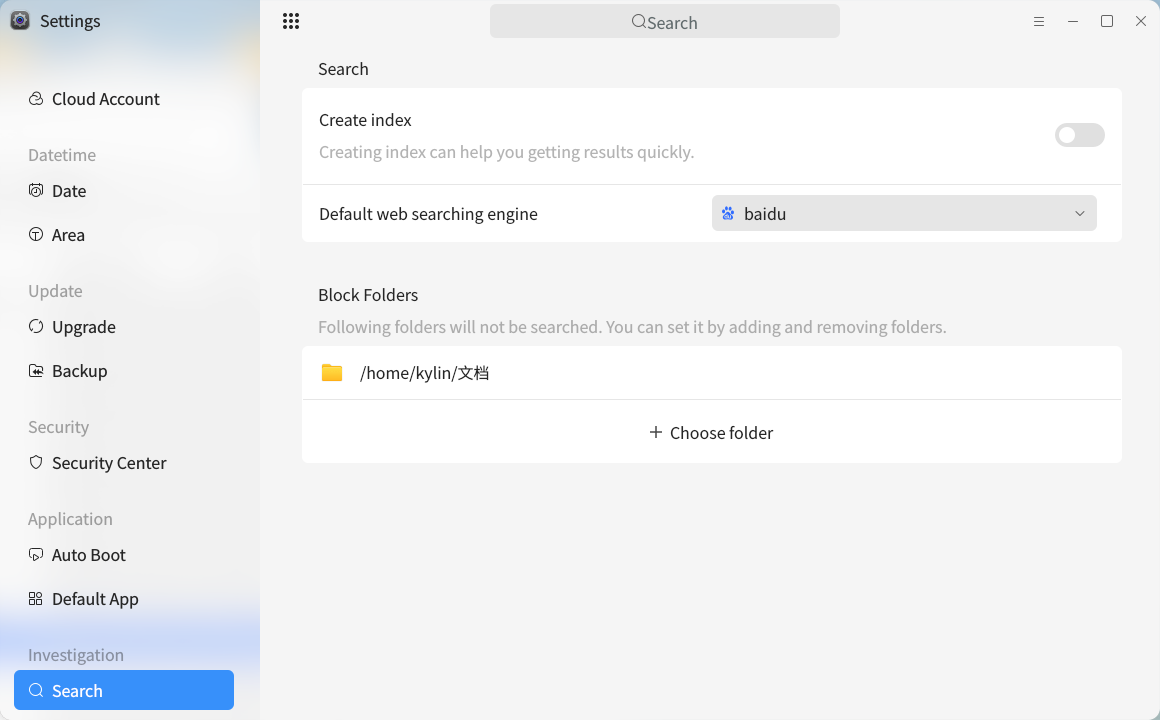 Settings
Search
Cloud Account
Datetime
Date
Area
Update
Upgrade
Backup
Security
Security Center
Application
Auto Boot
Default App
Investigation
Search
Search
Create index
Creating index can help you getting results quickly.
Default web searching engine
baidu
Block Folders
Following folders will not be searched. You can set it by adding and removing folders.
/home/kylin/文档
Choose folder